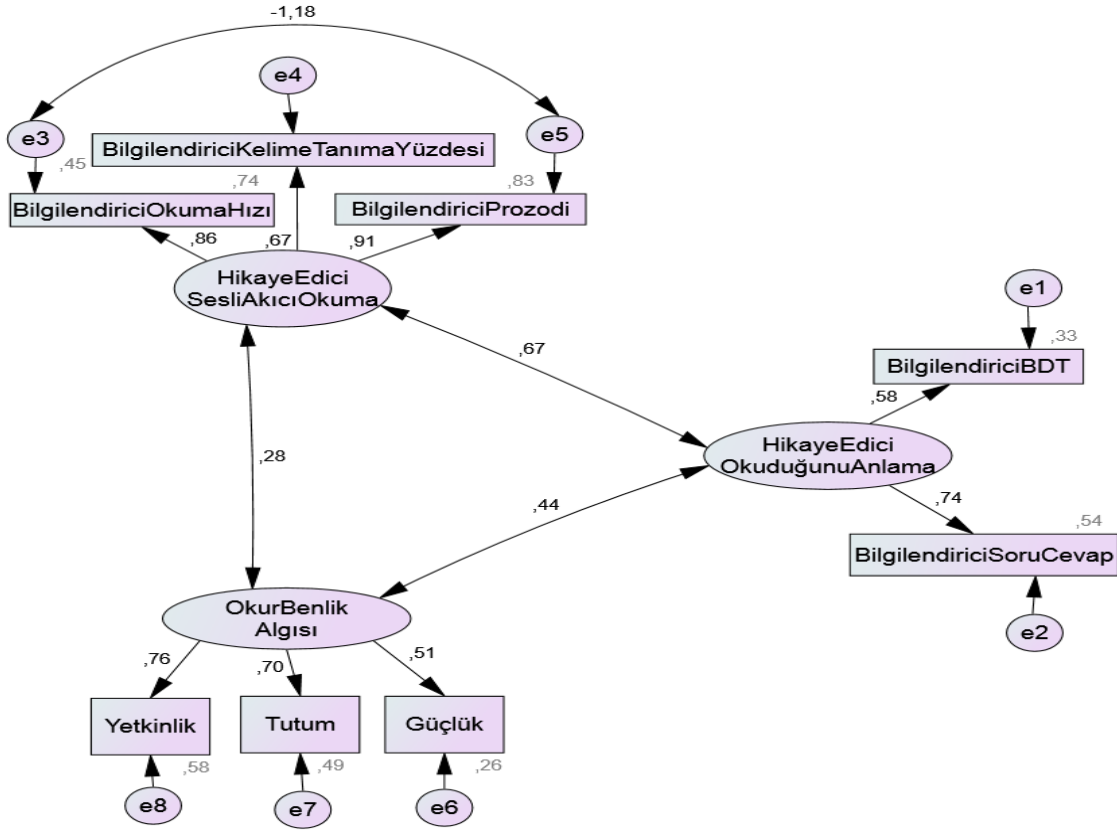 -1,18
e4
e3
e5
,45
BilgilendiriciKelimeTanımaYüzdesi
,74
,83
BilgilendiriciOkumaHızı
BilgilendiriciProzodi
,86
,67
,91
HikayeEdici
SesliAkıcıOkuma
e1
,67
,33
BilgilendiriciBDT
,58
HikayeEdici
OkuduğunuAnlama
,28
,44
,74
,54
BilgilendiriciSoruCevap
e2
OkurBenlik
Algısı
,76
,70
,51
Yetkinlik
Tutum
Güçlük
,58
,49
,26
e8
e7
e6